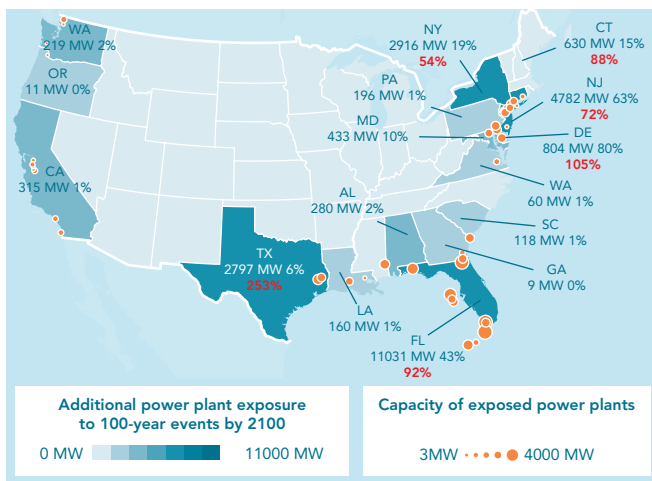 WA
219 MW 2%
OR
11 MW 0%
CA
315 MW 1%
NY
2916 MW 19%
54%
CT
630 MW 15%
88%
PA
196 MW 1%
NJ
4782 MW 63%
72%
MD
433 MW 10%
DE
804 MW 80%
105%
AL
280 MW 2%
WA
60 MW 1%
SC
118 MW 1%
GA
9 MW 0%
TX
2797 MW 6%
253%
LA
160 MW 1%
FL
11031 MW 43%
92%
Additional power plant exposure
to 100-year events by 2100
0 MW 11000 MW
Capacity of exposed power plants
3MW 4000 MW